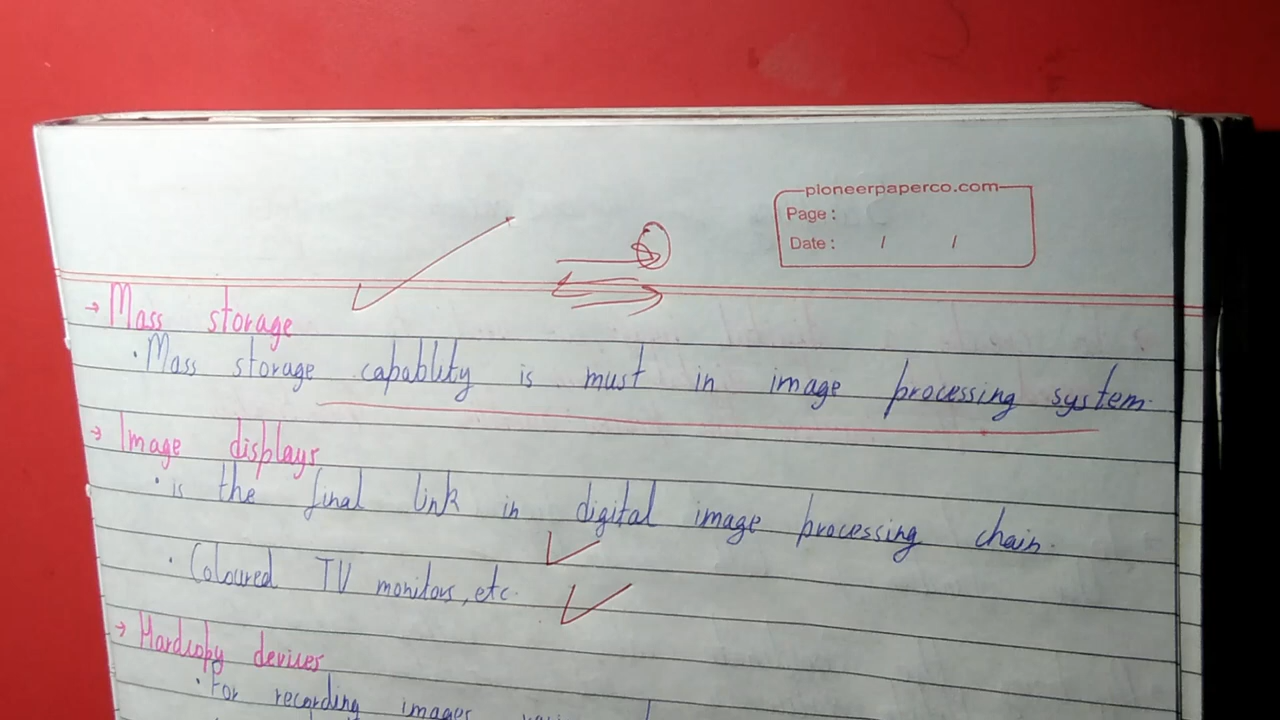 pioneerpaperco.com
Page :
Date : / /
→ Mass storage
· Mass storage capablity is must in image processing system.
→ Image displays
· is the final link in digital image processing chain.
· Coloured TV monitors, etc.
→ Hardcopy devices
· For recording images